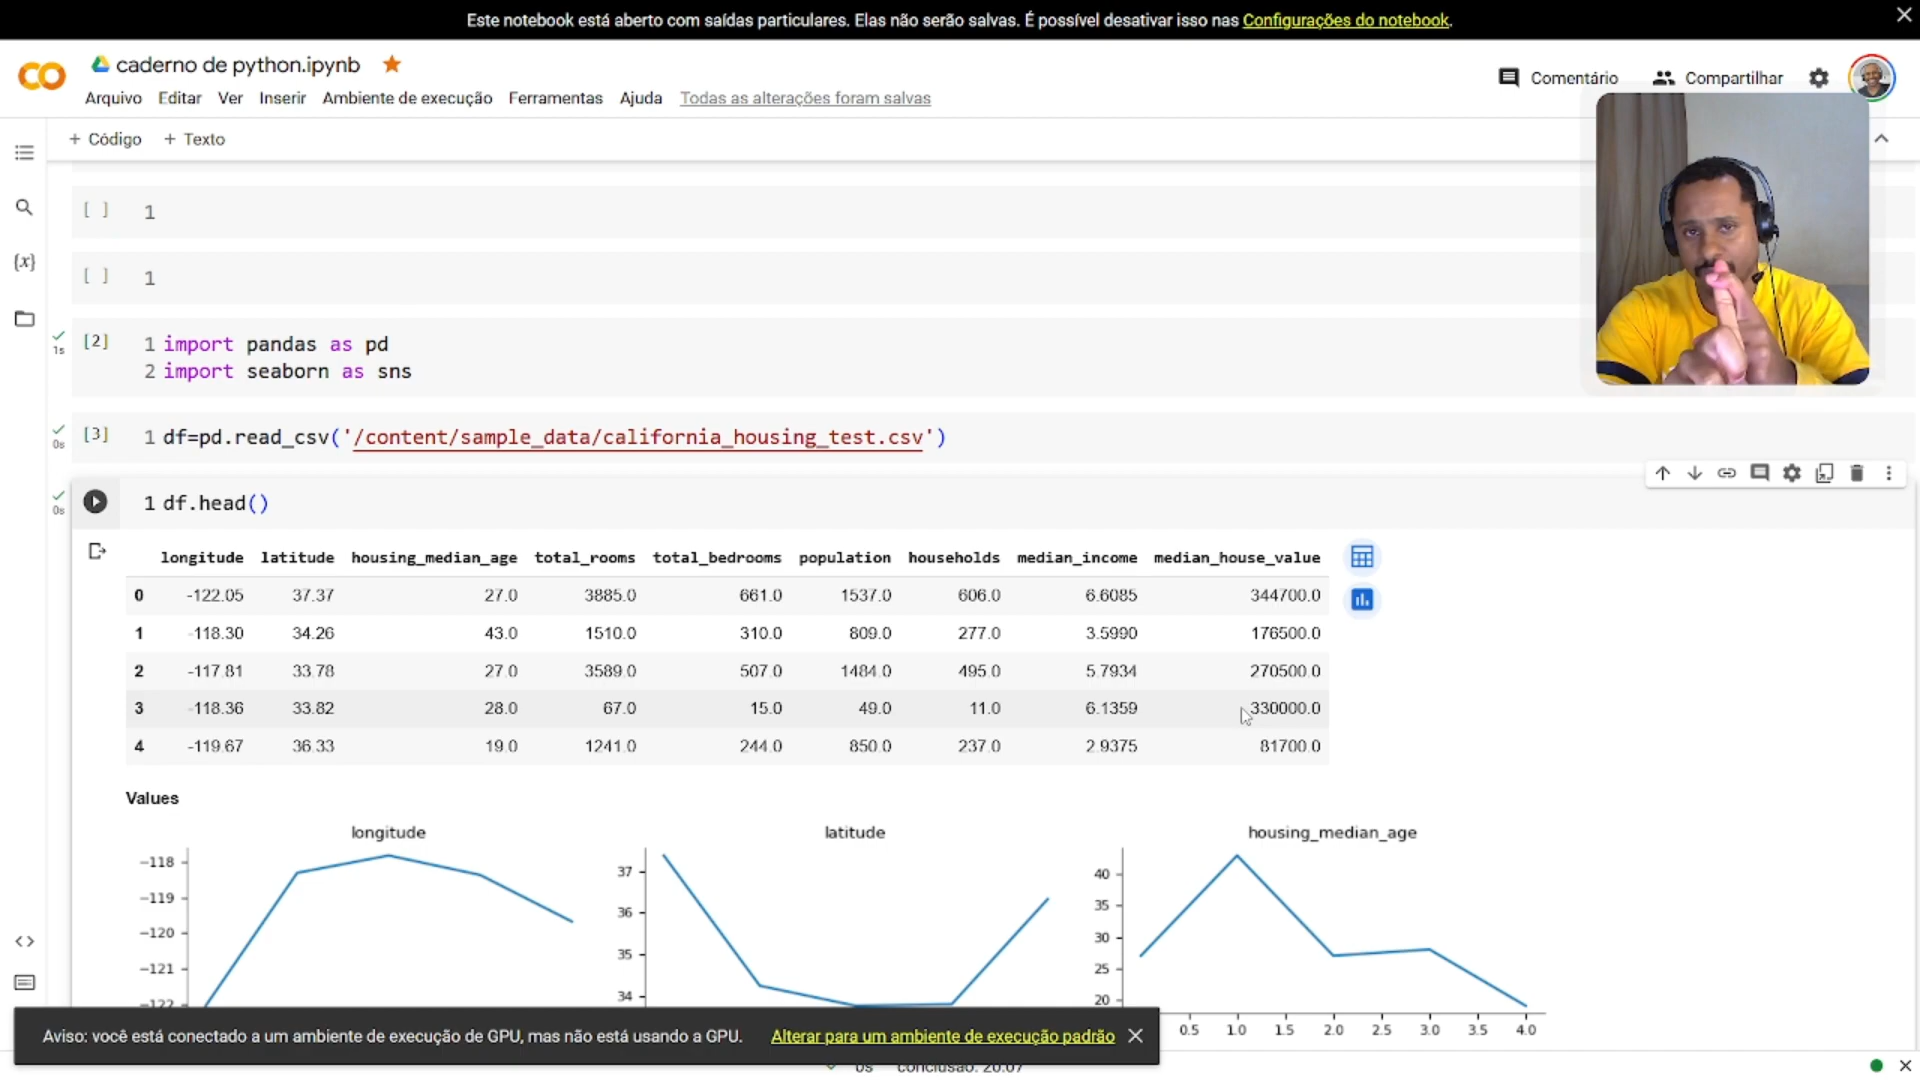 Este notebook está aberto com saídas particulares. Elas não serão salvas. É possível desativar isso nas Configurações do notebook.
caderno de python.ipynb
Comentário Compartilhar
Arquivo Editar Ver Inserir Ambiente de execução Ferramentas Ajuda Todas as alterações foram salvas
+ Código + Texto
[ ] 1
[ ] 1
1s [2] 1 import pandas as pd
2 import seaborn as sns
0s [3] 1 df=pd.read_csv('/content/sample_data/california_housing_test.csv')
0s 1 df.head()
longitude latitude housing_median_age total_rooms total_bedrooms population households median_income median_house_value
0 -122.05 37.37 27.0 3885.0 661.0 1537.0 606.0 6.6085 344700.0
1 -118.30 34.26 43.0 1510.0 310.0 809.0 277.0 3.5990 176500.0
2 -117.81 33.78 27.0 3589.0 507.0 1484.0 495.0 5.7934 270500.0
3 -118.36 33.82 28.0 67.0 15.0 49.0 11.0 6.1359 330000.0
4 -119.67 36.33 19.0 1241.0 244.0 850.0 237.0 2.9375 81700.0
Values
longitude latitude housing_median_age
−118
−119
−120
−121
−122
37
36
35
34
40
35
30
25
20
0.5 1.0 1.5 2.0 2.5 3.0 3.5 4.0
Aviso: você está conectado a um ambiente de execução de GPU, mas não está usando a GPU. Alterar para um ambiente de execução padrão
0s conclusão: 20:07